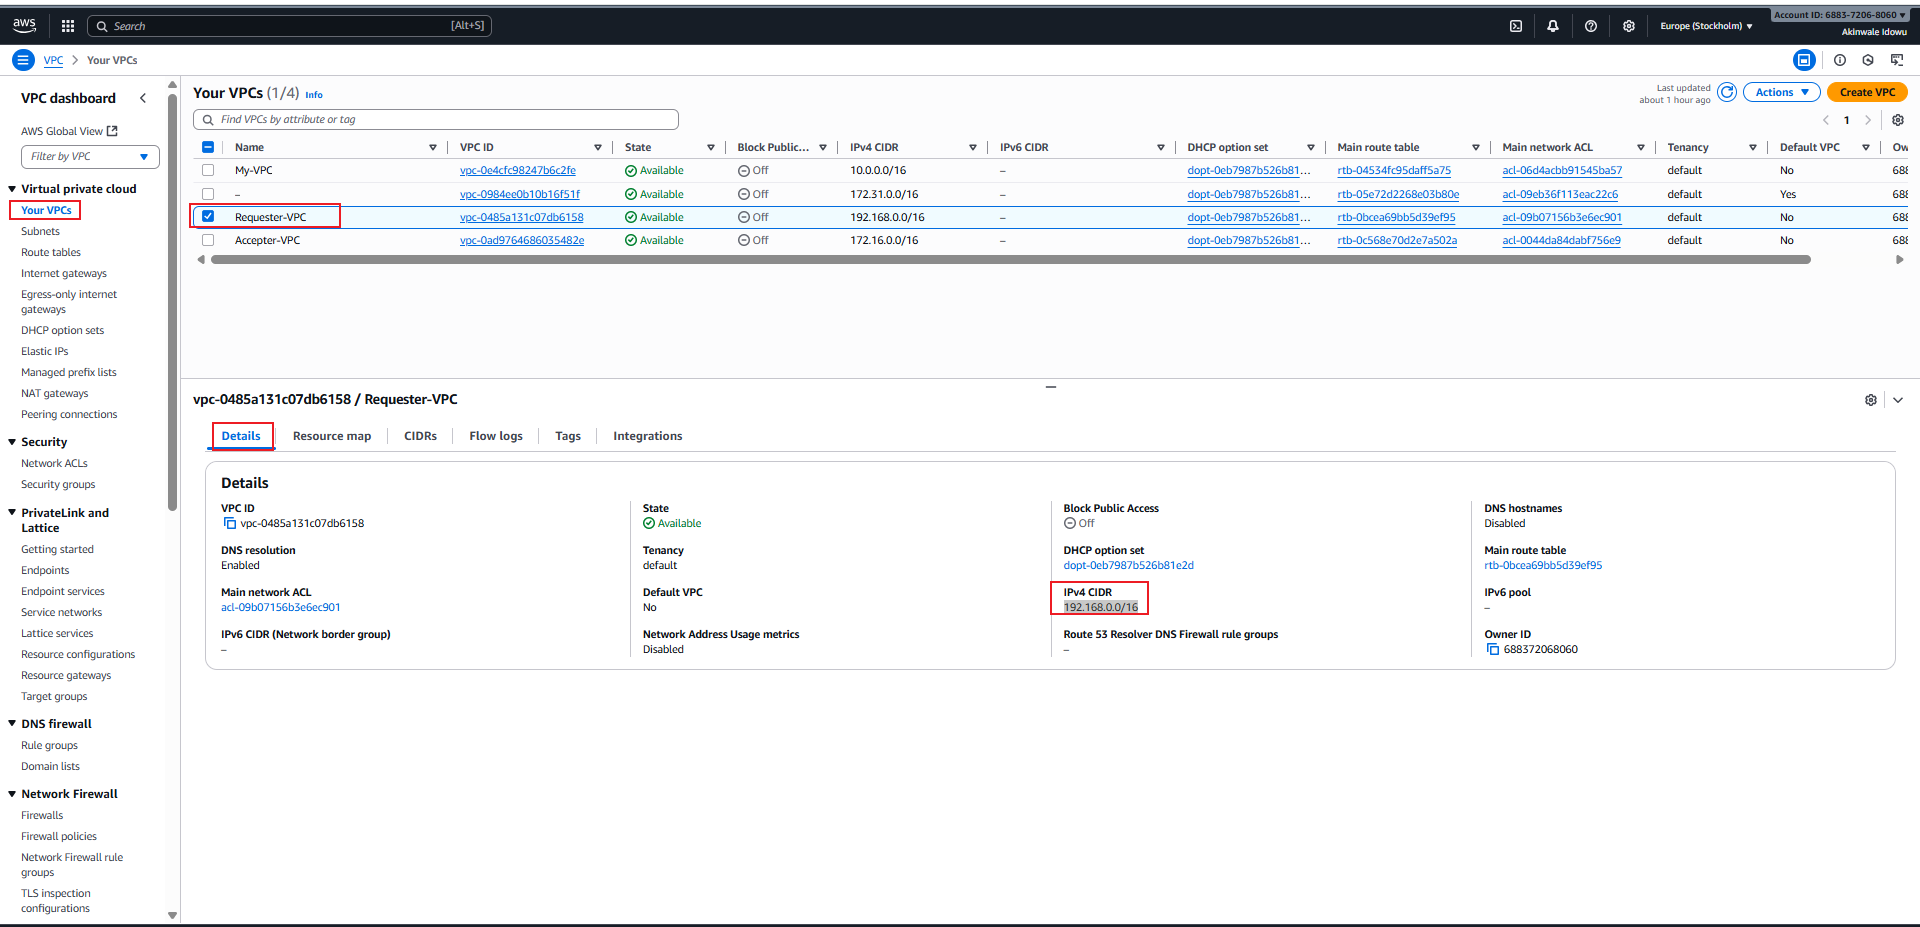 aws
Search [Alt+S]
Europe (Stockholm)
Account ID: 6883-7206-8060
Akinwale Idowu
VPC > Your VPCs
VPC dashboard
AWS Global View
Filter by VPC
Virtual private cloud
Your VPCs
Subnets
Route tables
Internet gateways
Egress-only internet
gateways
DHCP option sets
Elastic IPs
Managed prefix lists
NAT gateways
Peering connections
Security
Network ACLs
Security groups
PrivateLink and
Lattice
Getting started
Endpoints
Endpoint services
Service networks
Lattice services
Resource configurations
Resource gateways
Target groups
DNS firewall
Rule groups
Domain lists
Network Firewall
Firewalls
Firewall policies
Network Firewall rule
groups
TLS inspection
configurations
Your VPCs (1/4) Info
Last updated
about 1 hour ago
Actions
Create VPC
Find VPCs by attribute or tag
1
Name VPC ID State Block Public... IPv4 CIDR IPv6 CIDR DHCP option set Main route table Main network ACL Tenancy Default VPC Ow
My-VPC vpc-0e4cfc98247b6c2fe Available Off 10.0.0.0/16 – dopt-0eb7987b526b81... rtb-04534fc95daff5a75 acl-06d4acbb91545ba57 default No 688
– vpc-0984ee0b10b16f51f Available Off 172.31.0.0/16 – dopt-0eb7987b526b81... rtb-05e72d2268e03b80e acl-09eb36f113eac22c6 default Yes 688
Requester-VPC vpc-0485a131c07db6158 Available Off 192.168.0.0/16 – dopt-0eb7987b526b81... rtb-0bcea69bb5d39ef95 acl-09b07156b3e6ec901 default No 688
Accepter-VPC vpc-0ad9764686035482e Available Off 172.16.0.0/16 – dopt-0eb7987b526b81... rtb-0c568e70d2e7a502a acl-0044da84dabf756e9 default No 688
vpc-0485a131c07db6158 / Requester-VPC
Details Resource map CIDRs Flow logs Tags Integrations
Details
VPC ID
vpc-0485a131c07db6158
State
Available
Block Public Access
Off
DNS hostnames
Disabled
DNS resolution
Enabled
Tenancy
default
DHCP option set
dopt-0eb7987b526b81e2d
Main route table
rtb-0bcea69bb5d39ef95
Main network ACL
acl-09b07156b3e6ec901
Default VPC
No
IPv4 CIDR
192.168.0.0/16
IPv6 pool
–
IPv6 CIDR (Network border group)
–
Network Address Usage metrics
Disabled
Route 53 Resolver DNS Firewall rule groups
–
Owner ID
688372068060